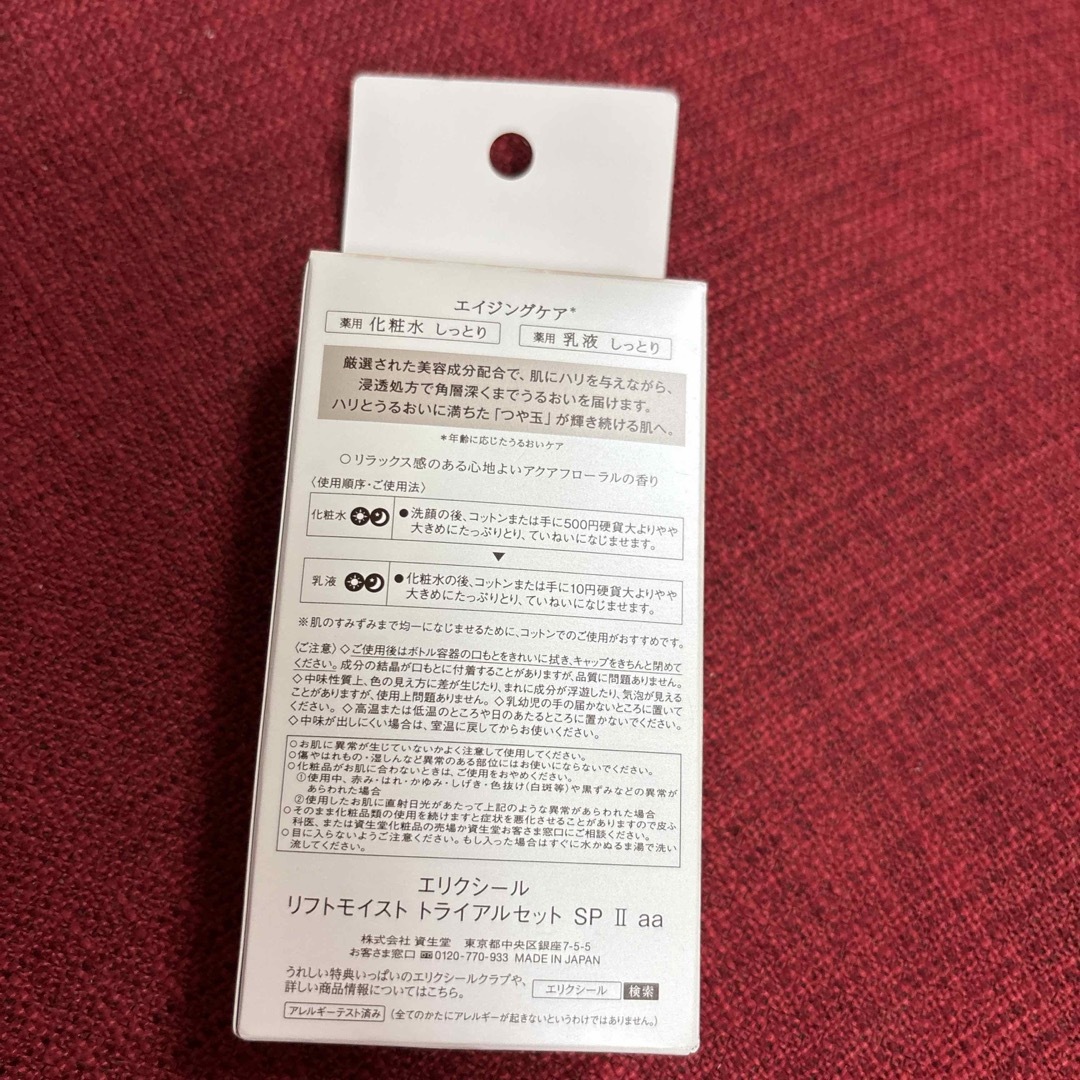 エイジングケア*
薬用 化粧水 しっとり 薬用 乳液 しっとり
厳選された美容成分配合で、肌にハリを与えながら、
浸透処方で角層深くまでうるおいを届けます。
ハリとうるおいに満ちた「つや玉」が輝き続ける肌へ。
*年齢に応じたうるおいケア
○リラックス感のある心地よいアクアフローラルの香り
〈使用順序・ご使用法〉
化粧水 ●洗顔の後、コットンまたは手に500円硬貨大よりやや
大きめにたっぷりとり、ていねいになじませます。
▼
乳液 ●化粧水の後、コットンまたは手に10円硬貨大よりやや
大きめにたっぷりとり、ていねいになじませます。
※肌のすみずみまで均一になじませるために、コットンでのご使用がおすすめです。
〈ご注意〉◇ご使用後はボトル容器の口もとをきれいに拭き、キャップをきちんと閉めて
ください。成分の結晶が口もとに付着することがありますが、品質に問題ありません。
◇中味性質上、色の見え方に差が生じたり、まれに成分が浮遊したり、気泡が見える
ことがありますが、使用上問題ありません。◇乳幼児の手の届かないところに置いて
ください。◇高温または低温のところや日のあたるところに置かないでください。
◇中味が出しにくい場合は、室温に戻してからお使いください。
○お肌に異常が生じていないかよく注意して使用してください。
○傷やはれもの・湿しんなど異常のある部位にはお使いにならないでください。
○化粧品がお肌に合わないときは、ご使用をおやめください。
①使用中、赤み・はれ・かゆみ・しげき・色抜け(白斑等)や黒ずみなどの異常が
あらわれた場合
②使用したお肌に直射日光があたって上記のような異常があらわれた場合
○そのまま化粧品類の使用を続けますと症状を悪化させることがありますので皮ふ
科医、または資生堂化粧品の売場か資生堂お客さま窓口にご相談ください。
○目に入らないようご注意ください。もし入った場合はすぐに水かぬるま湯で洗い
流してください。
エリクシール
リフトモイスト トライアルセット SP II aa
株式会社 資生堂 東京都中央区銀座7-5-5
お客さま窓口 0120-770-933 MADE IN JAPAN
うれしい特典いっぱいのエリクシールクラブや、
詳しい商品情報についてはこちら。 エリクシール 検索
アレルギーテスト済み (全てのかたにアレルギーが起きないというわけではありません。)